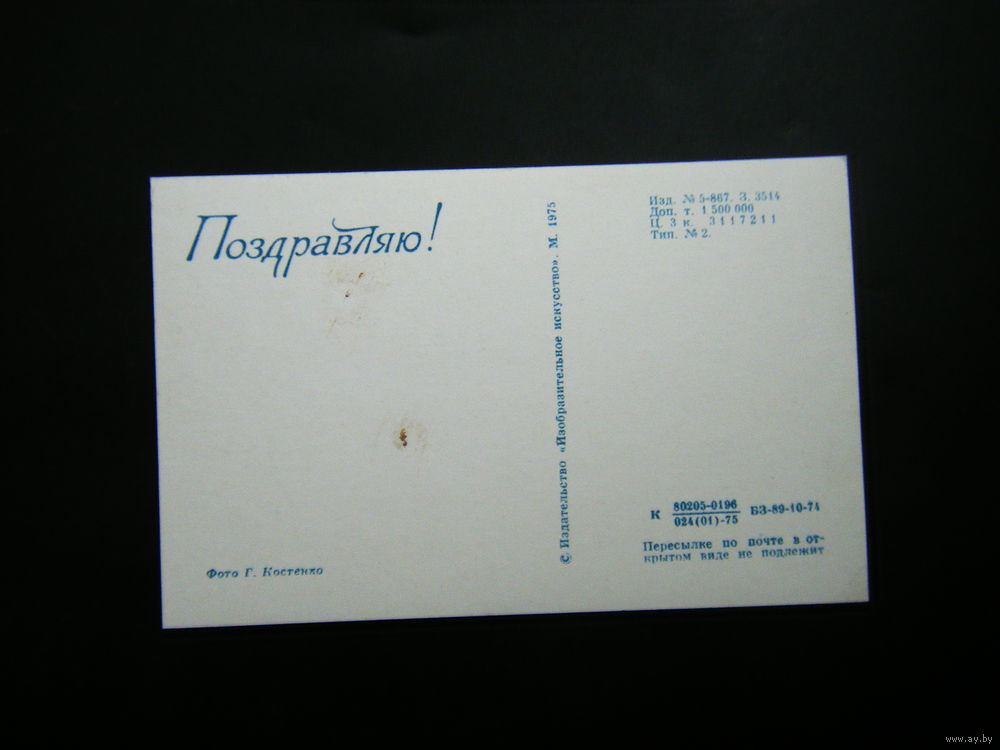 Поздравляю!
Фото Г. Костенко
© Издательство «Изобразительное искусство». М. 1975
Изд. № 5-867. З. 3514
Доп. т. 1 500 000
Ц. 3 к. 3117211
Тип. № 2.
К 80205-0196 БЗ-89-10-74
024(01)-75
Пересылке по почте в от-
крытом виде не подлежит
www.ay.by